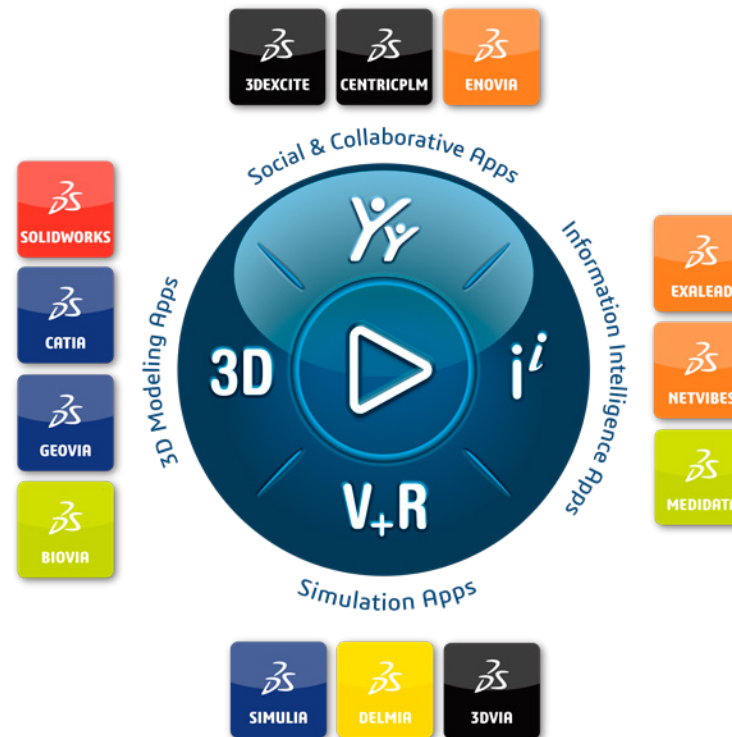 3DEXCITE
CENTRICPLM
ENOVIA
Social & Collaborative Apps
SOLIDWORKS
CATIA
GEOVIA
BIOVIA
3D Modeling Apps
3D
i i
V+R
Information Intelligence Apps
EXALEAD
NETVIBES
MEDIDATA
Simulation Apps
SIMULIA
DELMIA
3DVIA